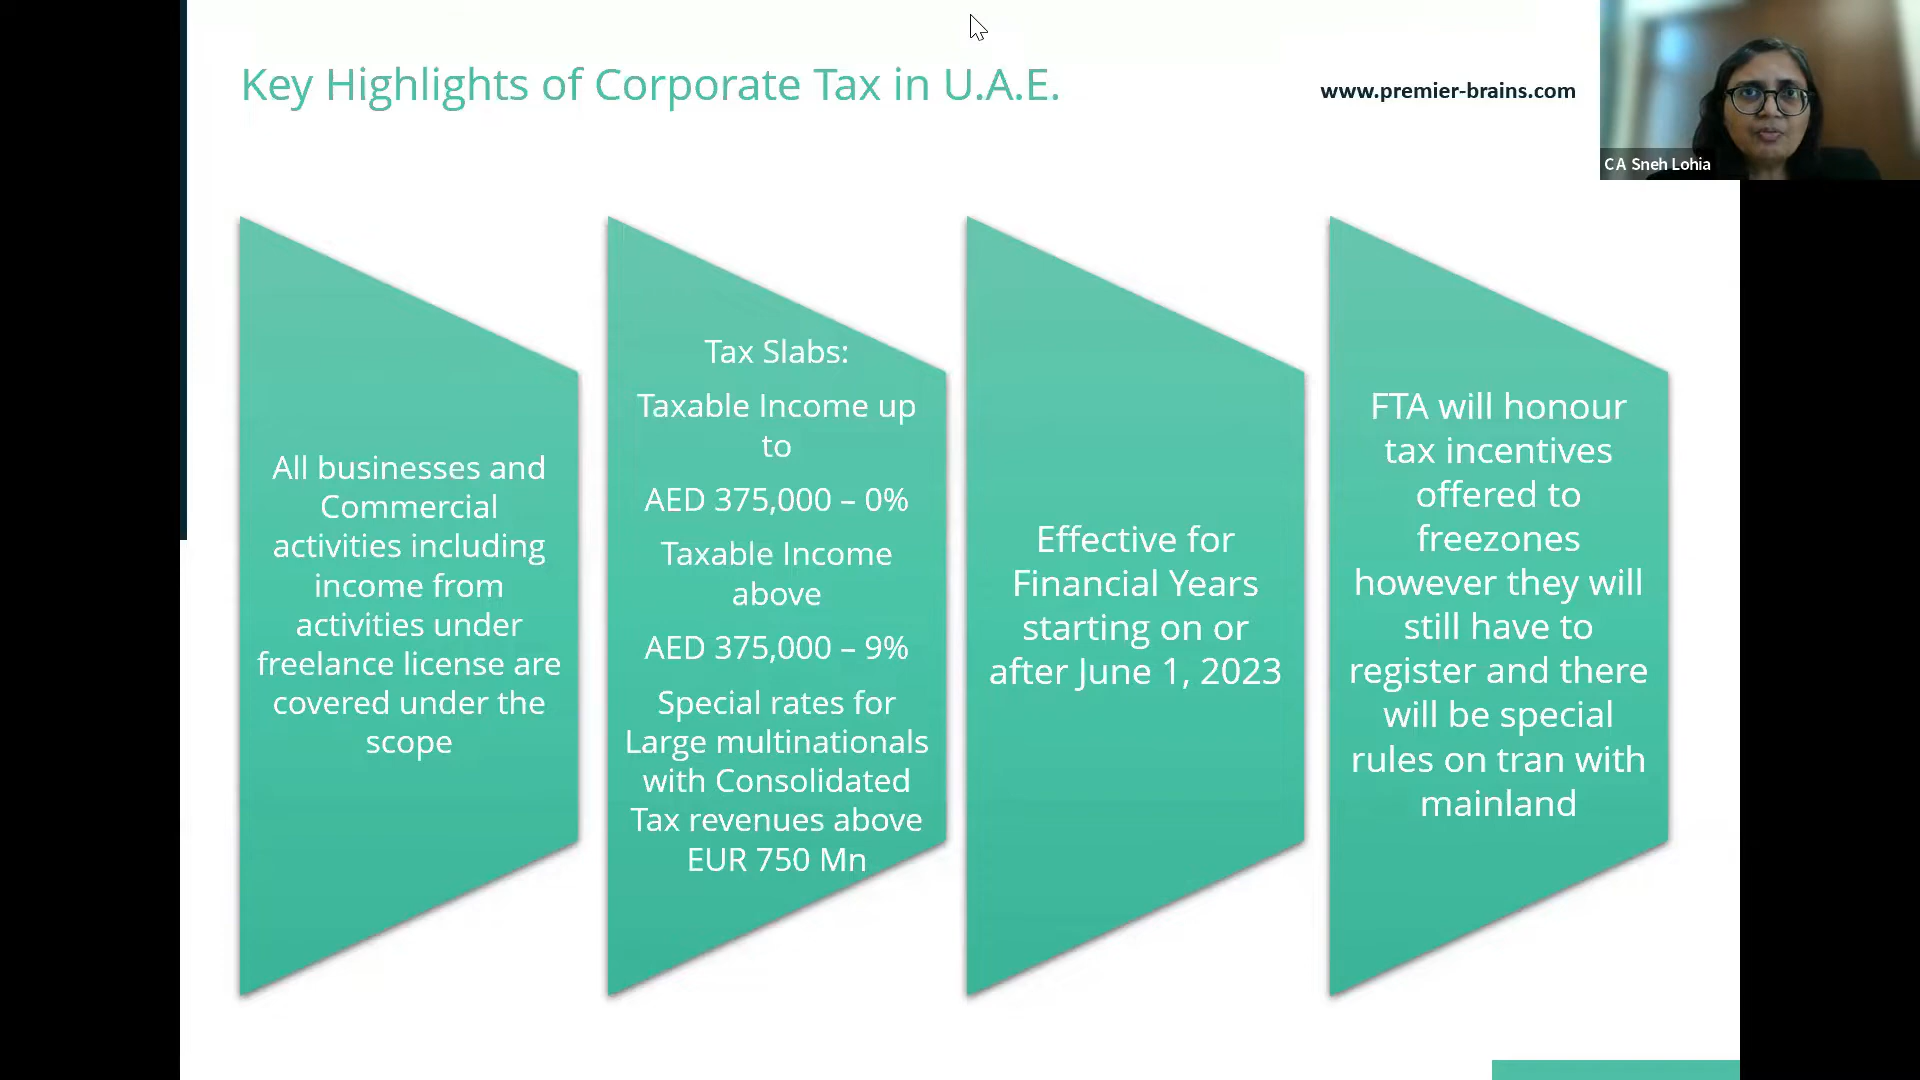 Key Highlights of Corporate Tax in U.A.E.
www.premier-brains.com
CA Sneh Lohia
All businesses and
Commercial
activities including
income from
activities under
freelance license are
covered under the
scope
Tax Slabs:
Taxable Income up
to
AED 375,000 – 0%
Taxable Income
above
AED 375,000 – 9%
Special rates for
Large multinationals
with Consolidated
Tax revenues above
EUR 750 Mn
Effective for
Financial Years
starting on or
after June 1, 2023
FTA will honour
tax incentives
offered to
freezones
however they will
still have to
register and there
will be special
rules on tran with
mainland